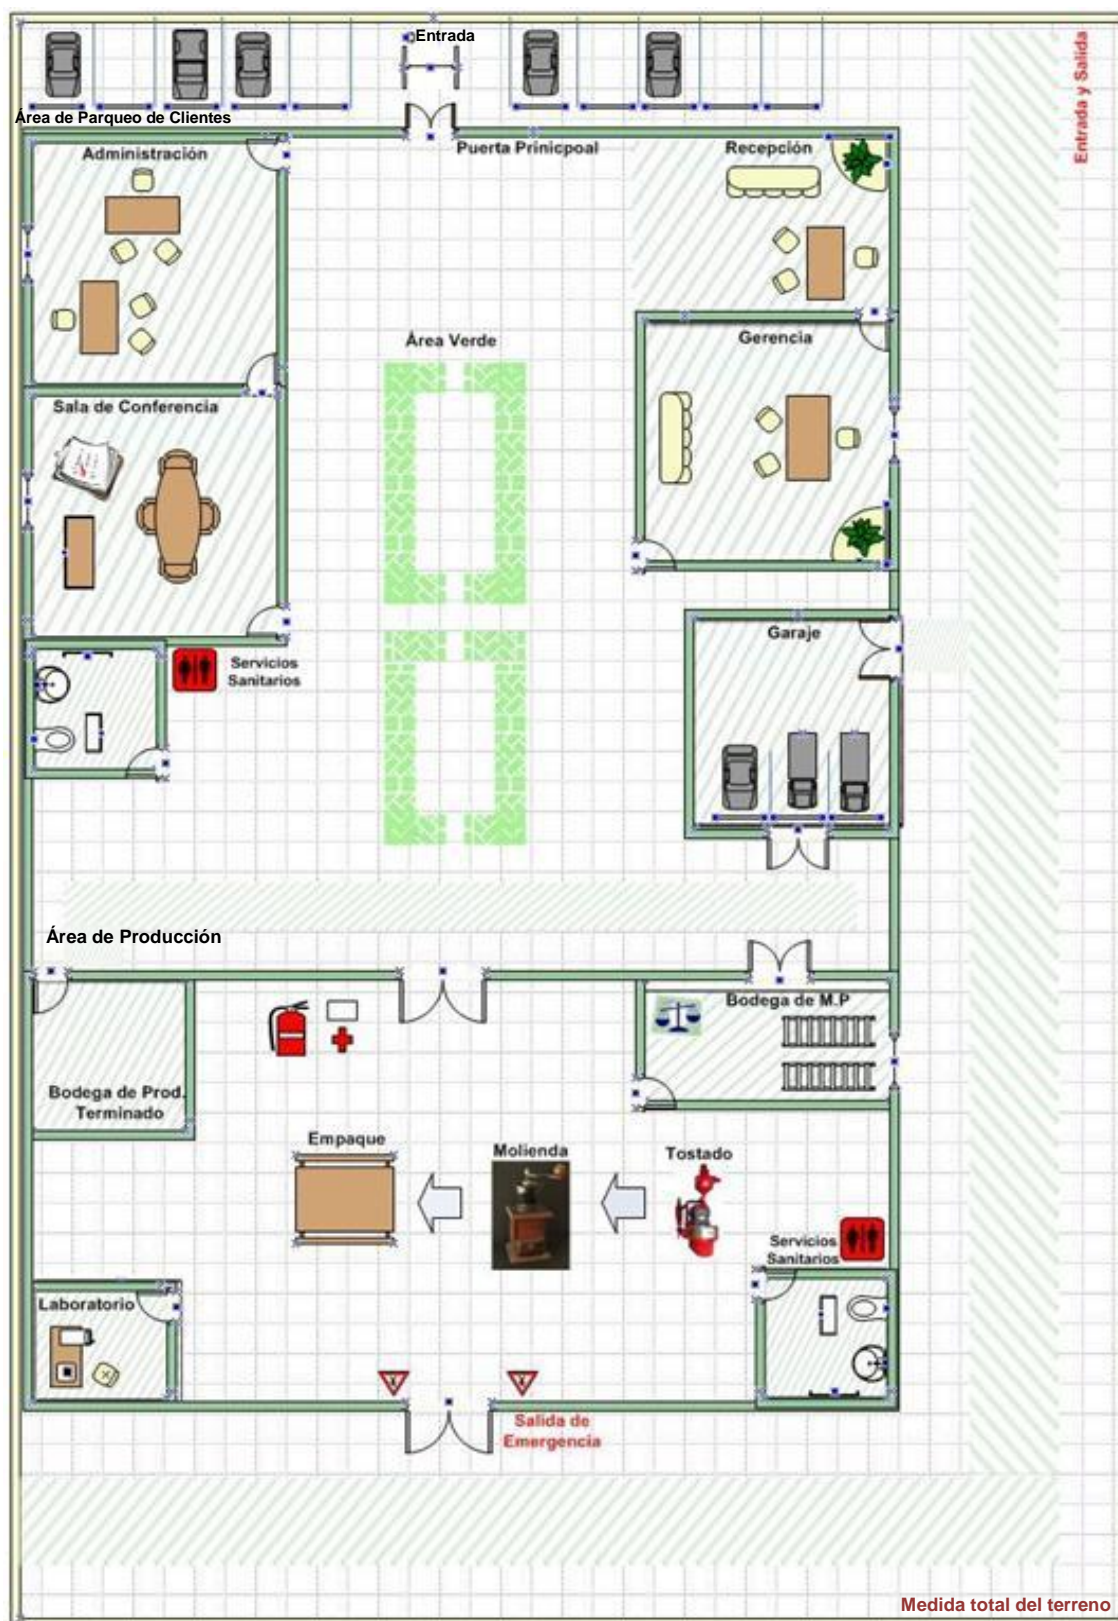 Entrada
Entrada y Salida
Área de Parqueo de Clientes
Administración
Puerta Prinicpoal
Recepción
Área Verde
Gerencia
Sala de Conferencia
Garaje
Servicios
Sanitarios
Área de Producción
Bodega de M.P
Bodega de Prod.
Terminado
Empaque
Molienda
Tostado
Servicios
Sanitarios
Laboratorio
Salida de
Emergencia
Medida total del terreno